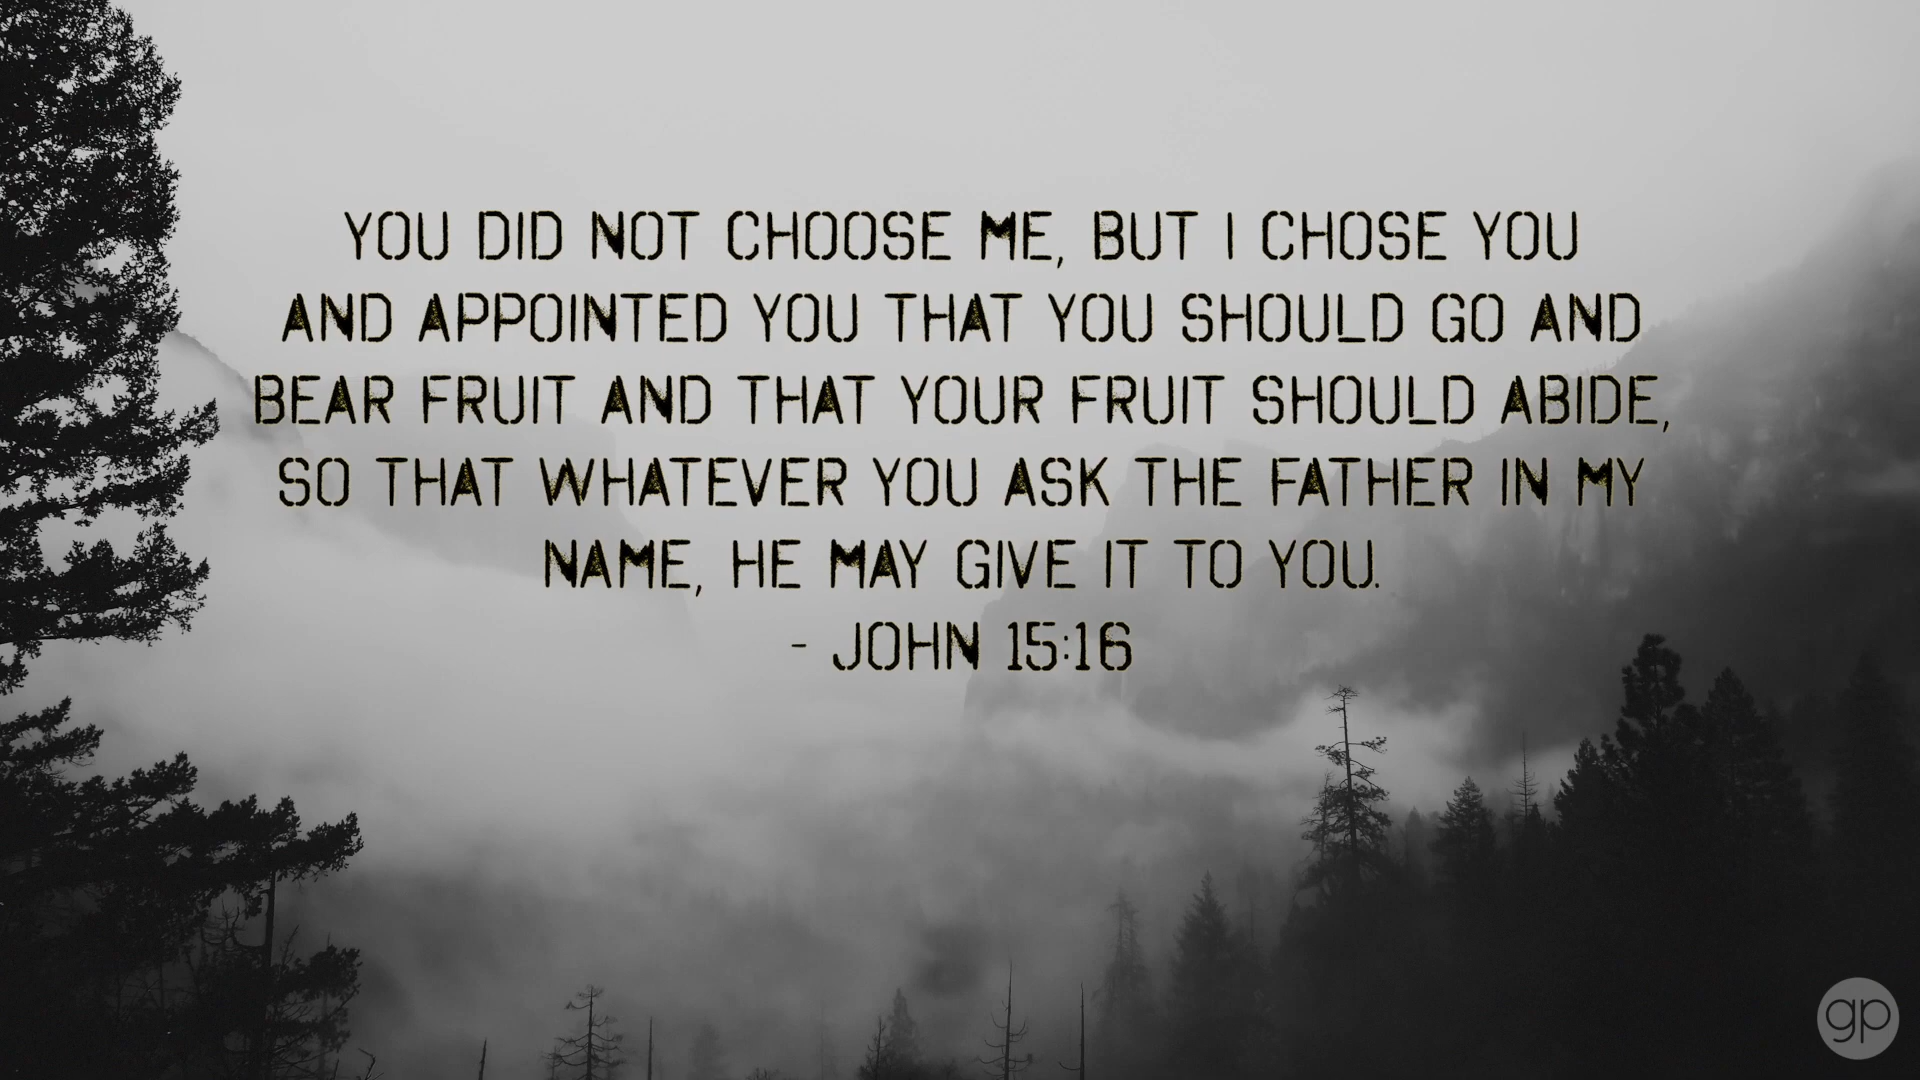 YOU DID NOT CHOOSE ME, BUT I CHOSE YOU
AND APPOINTED YOU THAT YOU SHOULD GO AND
BEAR FRUIT AND THAT YOUR FRUIT SHOULD ABIDE,
SO THAT WHATEVER YOU ASK THE FATHER IN MY
NAME, HE MAY GIVE IT TO YOU.
- JOHN 15:16
gp